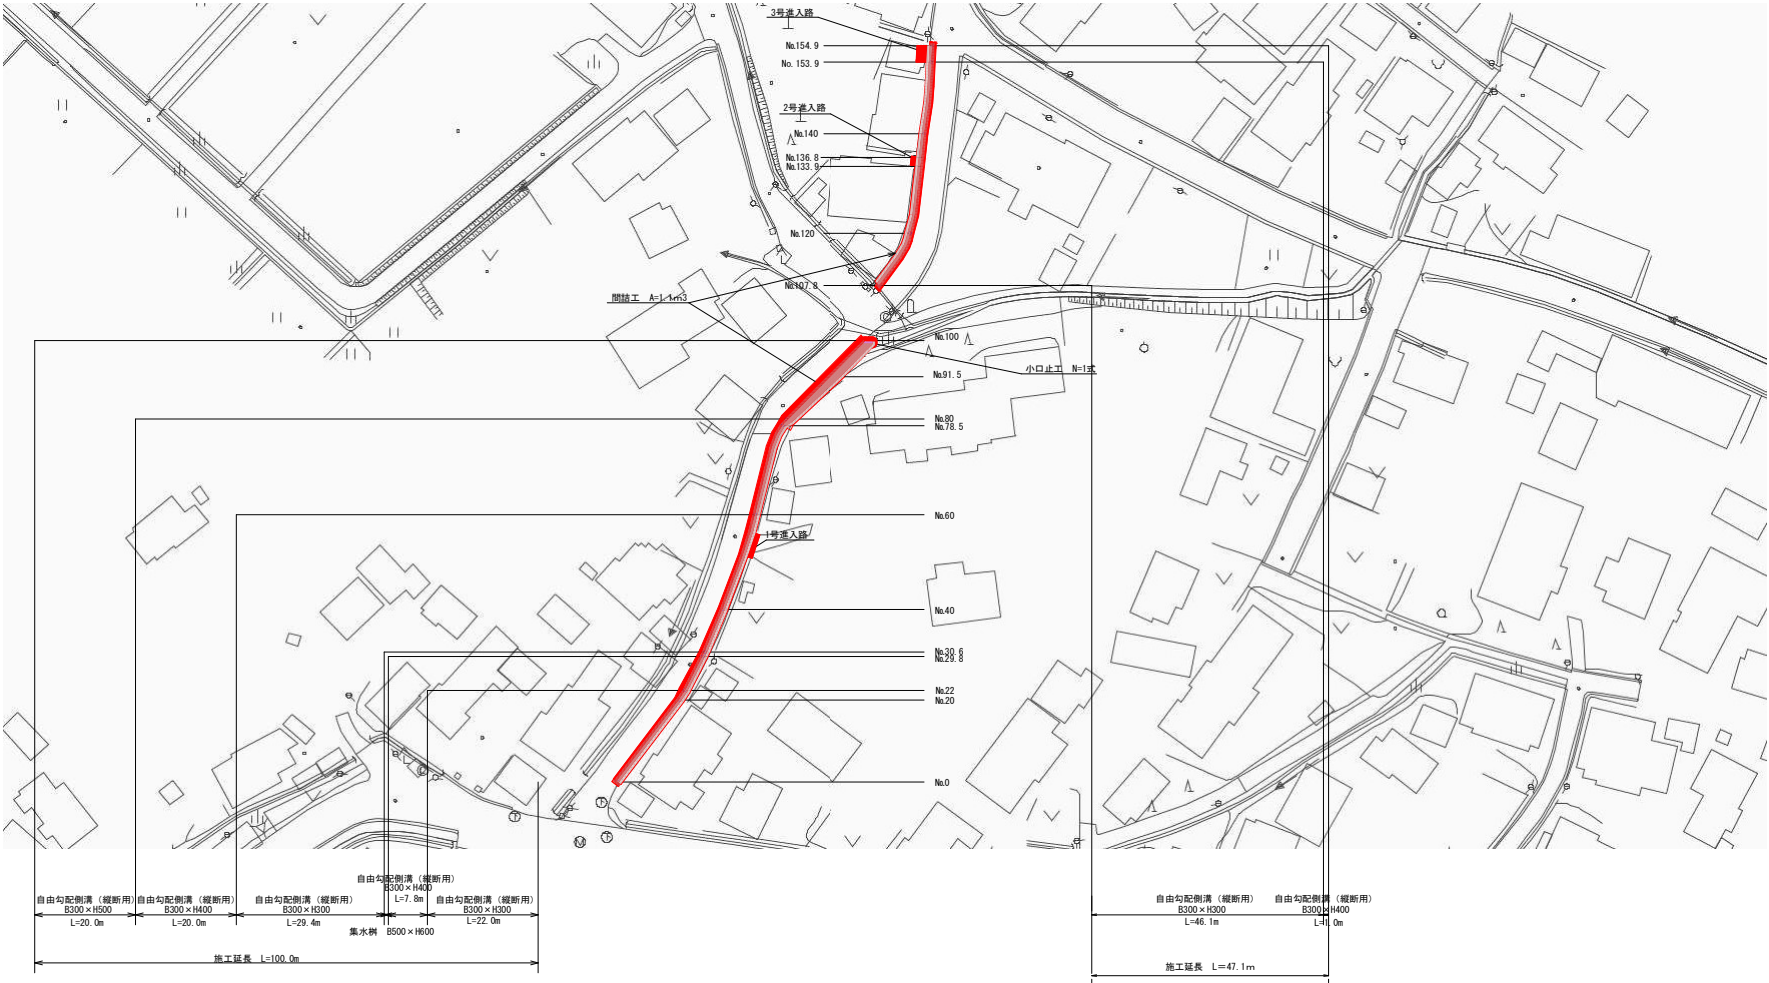 3号進入路
No.154.9
No. 153.9
2号進入路
No.140
No.136.8
No.133.9
No.120
No.107.8
間詰工 A=1.1m3
No.100
小口止工 N=1式
No.91.5
No.80
No.78.5
No.60
1号進入路
No.40
No.30.6
No.29.8
No.22
No.20
No.0
自由勾配側溝（縦断用）
B300×H500
L=20.0m
自由勾配側溝（縦断用）
B300×H400
L=20.0m
自由勾配側溝（縦断用）
B300×H300
L=29.4m
集水桝 B500×H600
自由勾配側溝（縦断用）
B300×H400
L=7.8m
自由勾配側溝（縦断用）
B300×H300
L=22.0m
施工延長 L=100.0m
自由勾配側溝（縦断用）
B300×H300
L=46.1m
自由勾配側溝（縦断用）
B300×H400
L=1.0m
施工延長 L=47.1m